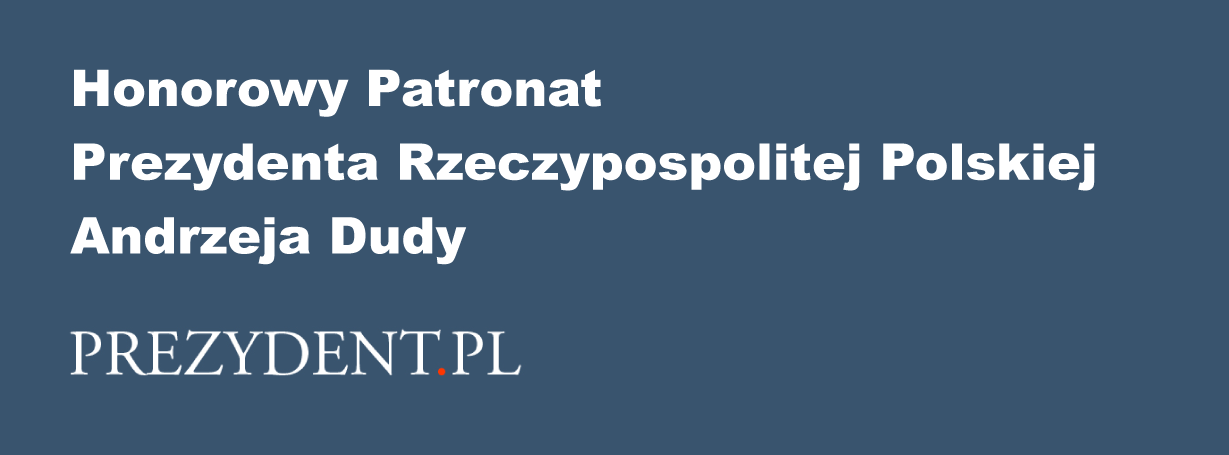 Honorowy Patronat
Prezydenta Rzeczypospolitej Polskiej
Andrzeja Dudy
PREZYDENT.PL